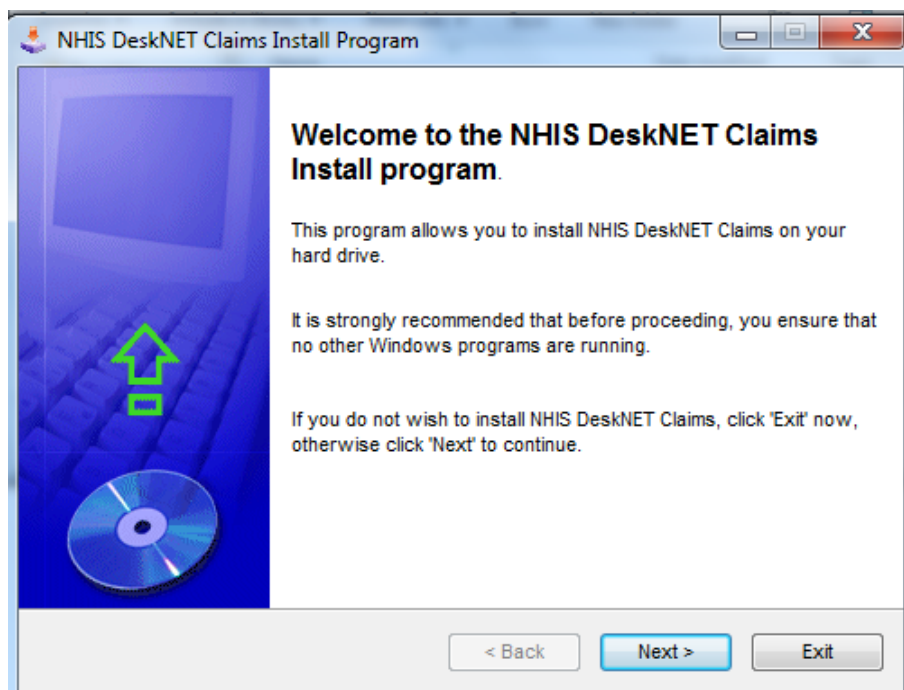 NHIS DeskNET Claims Install Program
Welcome to the NHIS DeskNET Claims
Install program.
This program allows you to install NHIS DeskNET Claims on your
hard drive.
It is strongly recommended that before proceeding, you ensure that
no other Windows programs are running.
If you do not wish to install NHIS DeskNET Claims, click 'Exit' now,
otherwise click 'Next' to continue.
< Back
Next >
Exit